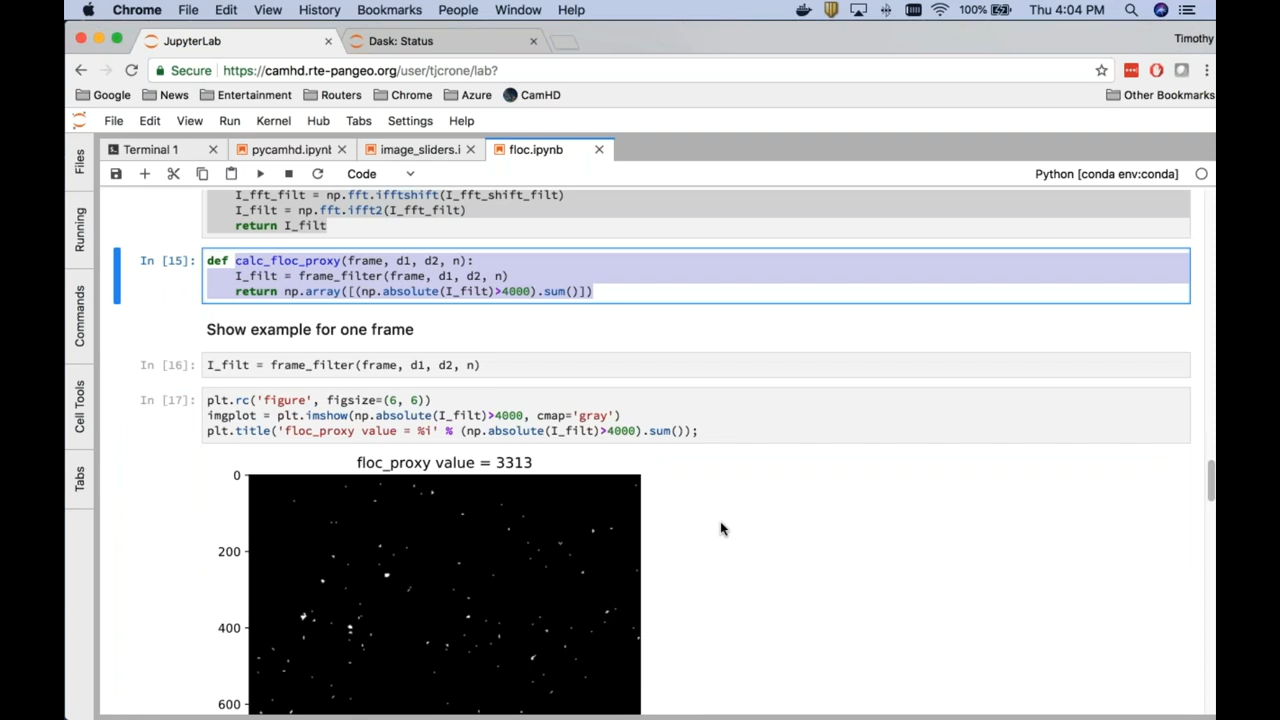 Chrome File Edit View History Bookmarks People Window Help 100% Thu 4:04 PM
JupyterLab Dask: Status Timothy
Secure https://camhd.rte-pangeo.org/user/tjcrone/lab?
Google News Entertainment Routers Chrome Azure CamHD Other Bookmarks
File Edit View Run Kernel Hub Tabs Settings Help
Terminal 1 pycamhd.ipynb image_sliders.i floc.ipynb
Code Python [conda env:conda]
Files
Running
Commands
Cell Tools
Tabs
I_fft_filt = np.fft.ifftshift(I_fft_shift_filt)
I_filt = np.fft.ifft2(I_fft_filt)
return I_filt
In [15]: def calc_floc_proxy(frame, d1, d2, n):
I_filt = frame_filter(frame, d1, d2, n)
return np.array([(np.absolute(I_filt)>4000).sum()])
Show example for one frame
In [16]: I_filt = frame_filter(frame, d1, d2, n)
In [17]: plt.rc('figure', figsize=(6, 6))
imgplot = plt.imshow(np.absolute(I_filt)>4000, cmap='gray')
plt.title('floc_proxy value = %i' % (np.absolute(I_filt)>4000).sum());
floc_proxy value = 3313
0
200
400
600